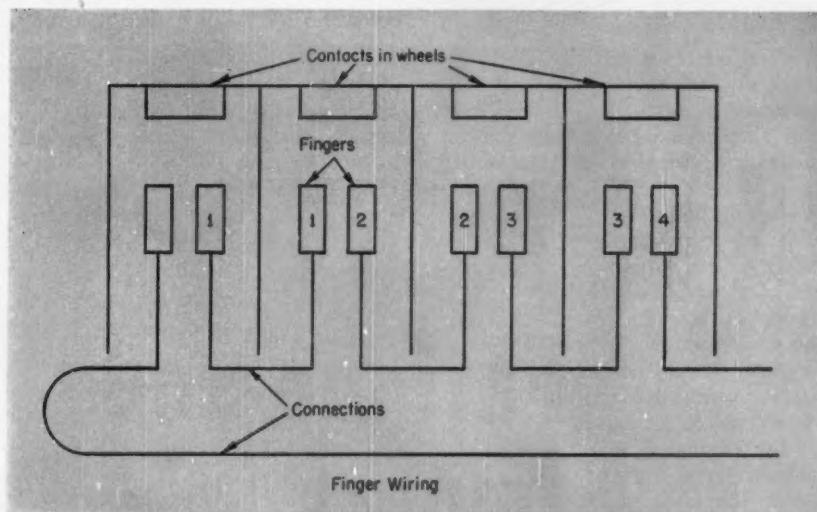 Contacts in wheels
Fingers
1 1 2 2 3 3 4
Connections
Finger Wiring